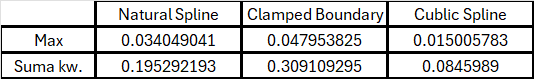 Natural Spline Clamped Boundary Cublic Spline
Max 0.034049041 0.047953825 0.015005783
Suma kw. 0.195292193 0.309109295 0.0845989